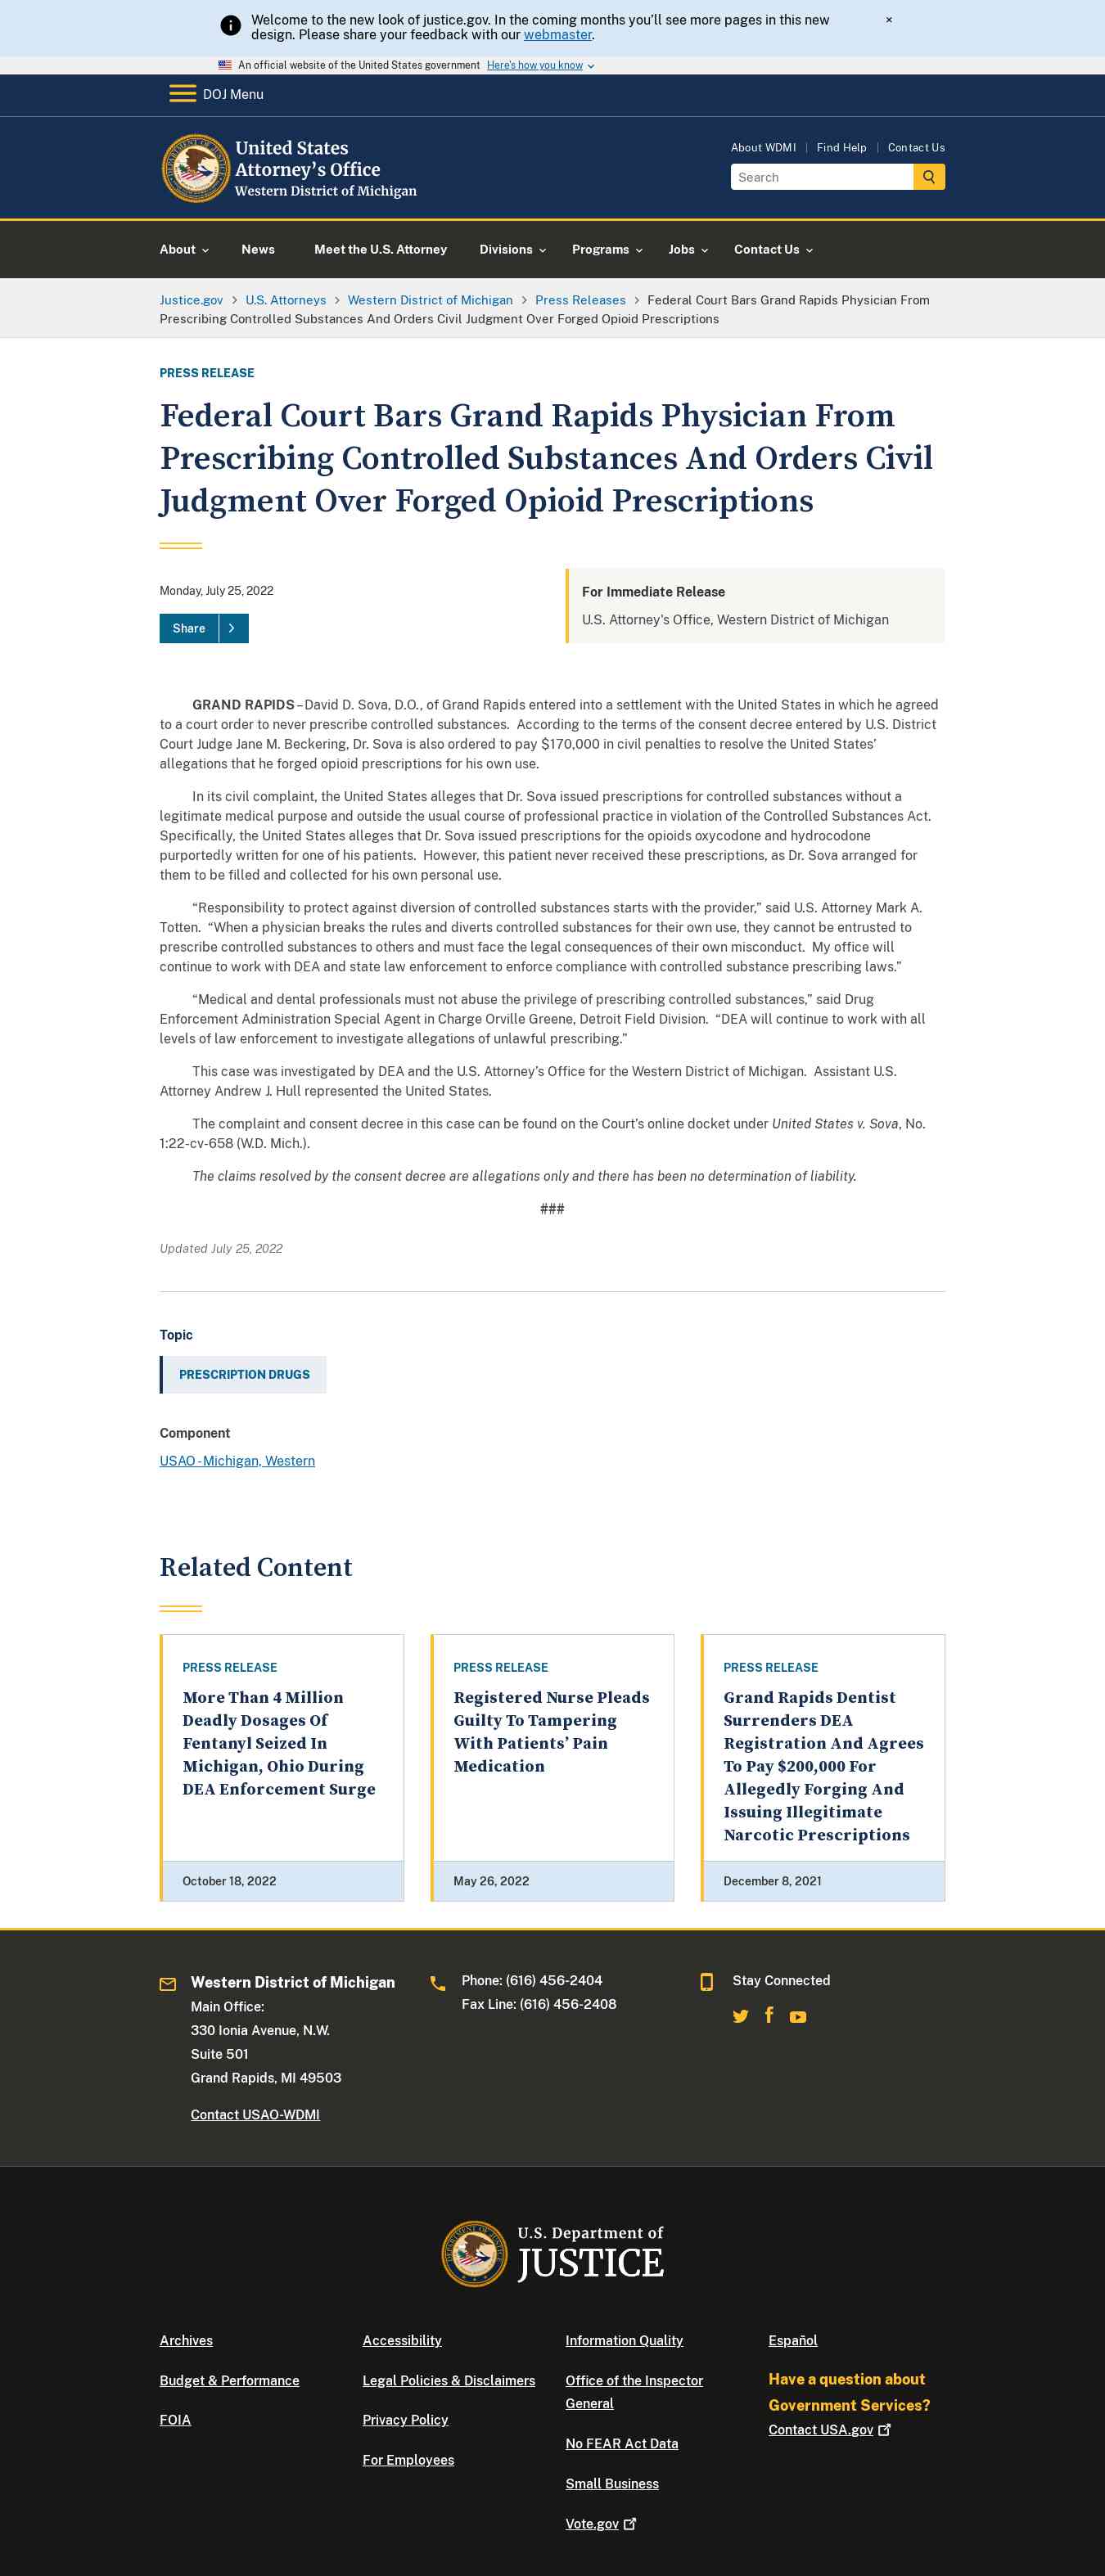 Welcome to the new look of justice.gov. In the coming months you'll see more pages in this new
design. Please share your feedback with our webmaster.
×
An official website of the United States government Here's how you know
DOJ Menu
United States
Attorney's Office
Western District of Michigan
About WDMI | Find Help | Contact Us
Search
About News Meet the U.S. Attorney Divisions Programs Jobs Contact Us
Justice.gov > U.S. Attorneys > Western District of Michigan > Press Releases > Federal Court Bars Grand Rapids Physician From
Prescribing Controlled Substances And Orders Civil Judgment Over Forged Opioid Prescriptions
PRESS RELEASE
Federal Court Bars Grand Rapids Physician From
Prescribing Controlled Substances And Orders Civil
Judgment Over Forged Opioid Prescriptions
Monday, July 25, 2022
Share
For Immediate Release
U.S. Attorney's Office, Western District of Michigan
GRAND RAPIDS – David D. Sova, D.O., of Grand Rapids entered into a settlement with the United States in which he agreed
to a court order to never prescribe controlled substances. According to the terms of the consent decree entered by U.S. District
Court Judge Jane M. Beckering, Dr. Sova is also ordered to pay $170,000 in civil penalties to resolve the United States'
allegations that he forged opioid prescriptions for his own use.
In its civil complaint, the United States alleges that Dr. Sova issued prescriptions for controlled substances without a
legitimate medical purpose and outside the usual course of professional practice in violation of the Controlled Substances Act.
Specifically, the United States alleges that Dr. Sova issued prescriptions for the opioids oxycodone and hydrocodone
purportedly written for one of his patients. However, this patient never received these prescriptions, as Dr. Sova arranged for
them to be filled and collected for his own personal use.
“Responsibility to protect against diversion of controlled substances starts with the provider,” said U.S. Attorney Mark A.
Totten. “When a physician breaks the rules and diverts controlled substances for their own use, they cannot be entrusted to
prescribe controlled substances to others and must face the legal consequences of their own misconduct. My office will
continue to work with DEA and state law enforcement to enforce compliance with controlled substance prescribing laws.”
“Medical and dental professionals must not abuse the privilege of prescribing controlled substances,” said Drug
Enforcement Administration Special Agent in Charge Orville Greene, Detroit Field Division. “DEA will continue to work with all
levels of law enforcement to investigate allegations of unlawful prescribing.”
This case was investigated by DEA and the U.S. Attorney's Office for the Western District of Michigan. Assistant U.S.
Attorney Andrew J. Hull represented the United States.
The complaint and consent decree in this case can be found on the Court's online docket under United States v. Sova, No.
1:22-cv-658 (W.D. Mich.).
The claims resolved by the consent decree are allegations only and there has been no determination of liability.
###
Updated July 25, 2022
Topic
PRESCRIPTION DRUGS
Component
USAO - Michigan, Western
Related Content
PRESS RELEASE
More Than 4 Million
Deadly Dosages Of
Fentanyl Seized In
Michigan, Ohio During
DEA Enforcement Surge
October 18, 2022
PRESS RELEASE
Registered Nurse Pleads
Guilty To Tampering
With Patients' Pain
Medication
May 26, 2022
PRESS RELEASE
Grand Rapids Dentist
Surrenders DEA
Registration And Agrees
To Pay $200,000 For
Allegedly Forging And
Issuing Illegitimate
Narcotic Prescriptions
December 8, 2021
Western District of Michigan
Main Office:
330 Ionia Avenue, N.W.
Suite 501
Grand Rapids, MI 49503
Contact USAO-WDMI
Phone: (616) 456-2404
Fax Line: (616) 456-2408
Stay Connected
U.S. Department of
JUSTICE
Archives
Budget & Performance
FOIA
Accessibility
Legal Policies & Disclaimers
Privacy Policy
For Employees
Information Quality
Office of the Inspector
General
No FEAR Act Data
Small Business
Vote.gov
Español
Have a question about
Government Services?
Contact USA.gov